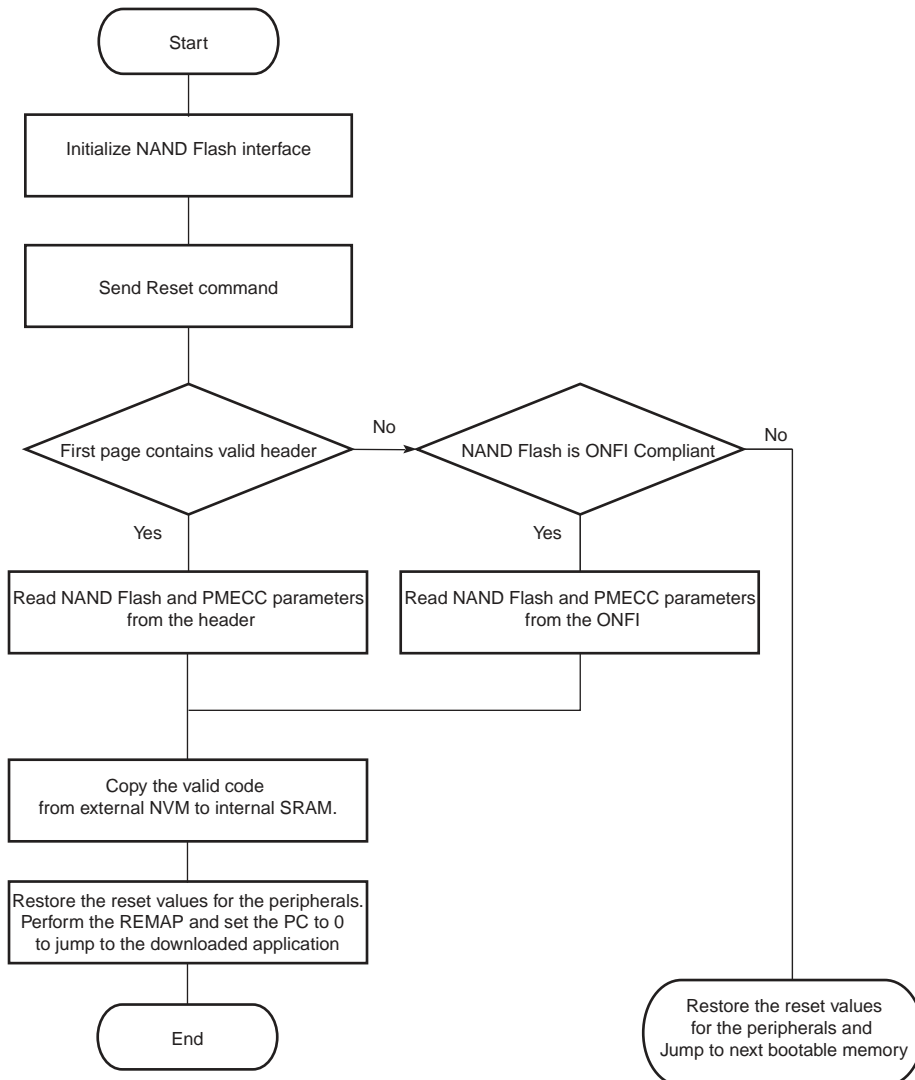 Start
Initialize NAND Flash interface
Send Reset command
First page contains valid header
No
NAND Flash is ONFI Compliant
No
Yes
Yes
Read NAND Flash and PMECC parameters
from the header
Read NAND Flash and PMECC parameters
from the ONFI
Copy the valid code
from external NVM to internal SRAM.
Restore the reset values for the peripherals.
Perform the REMAP and set the PC to 0
to jump to the downloaded application
End
Restore the reset values
for the peripherals and
Jump to next bootable memory